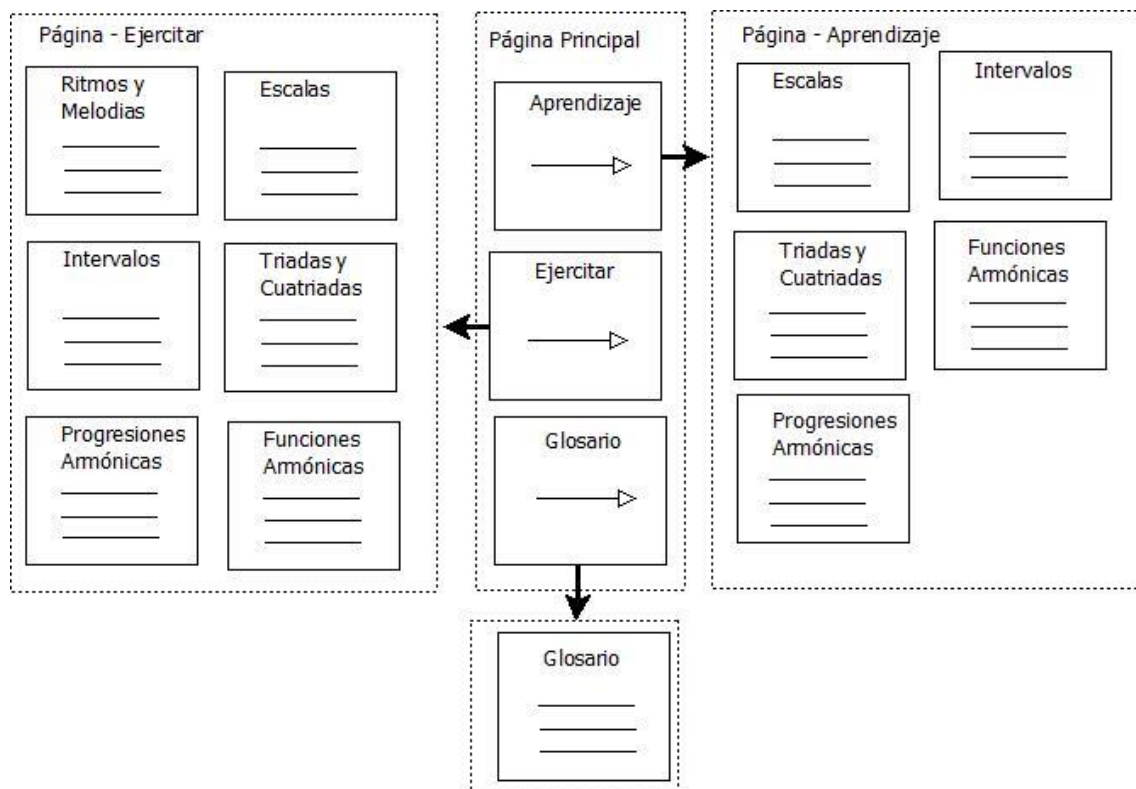 Página - Ejercitar
Ritmos y
Melodias
Escalas
Intervalos
Triadas y
Cuatriadas
Progresiones
Armónicas
Funciones
Armónicas
Página Principal
Aprendizaje
Ejercitar
Glosario
Página - Aprendizaje
Escalas
Intervalos
Triadas y
Cuatriadas
Funciones
Armónicas
Progresiones
Armónicas
Glosario